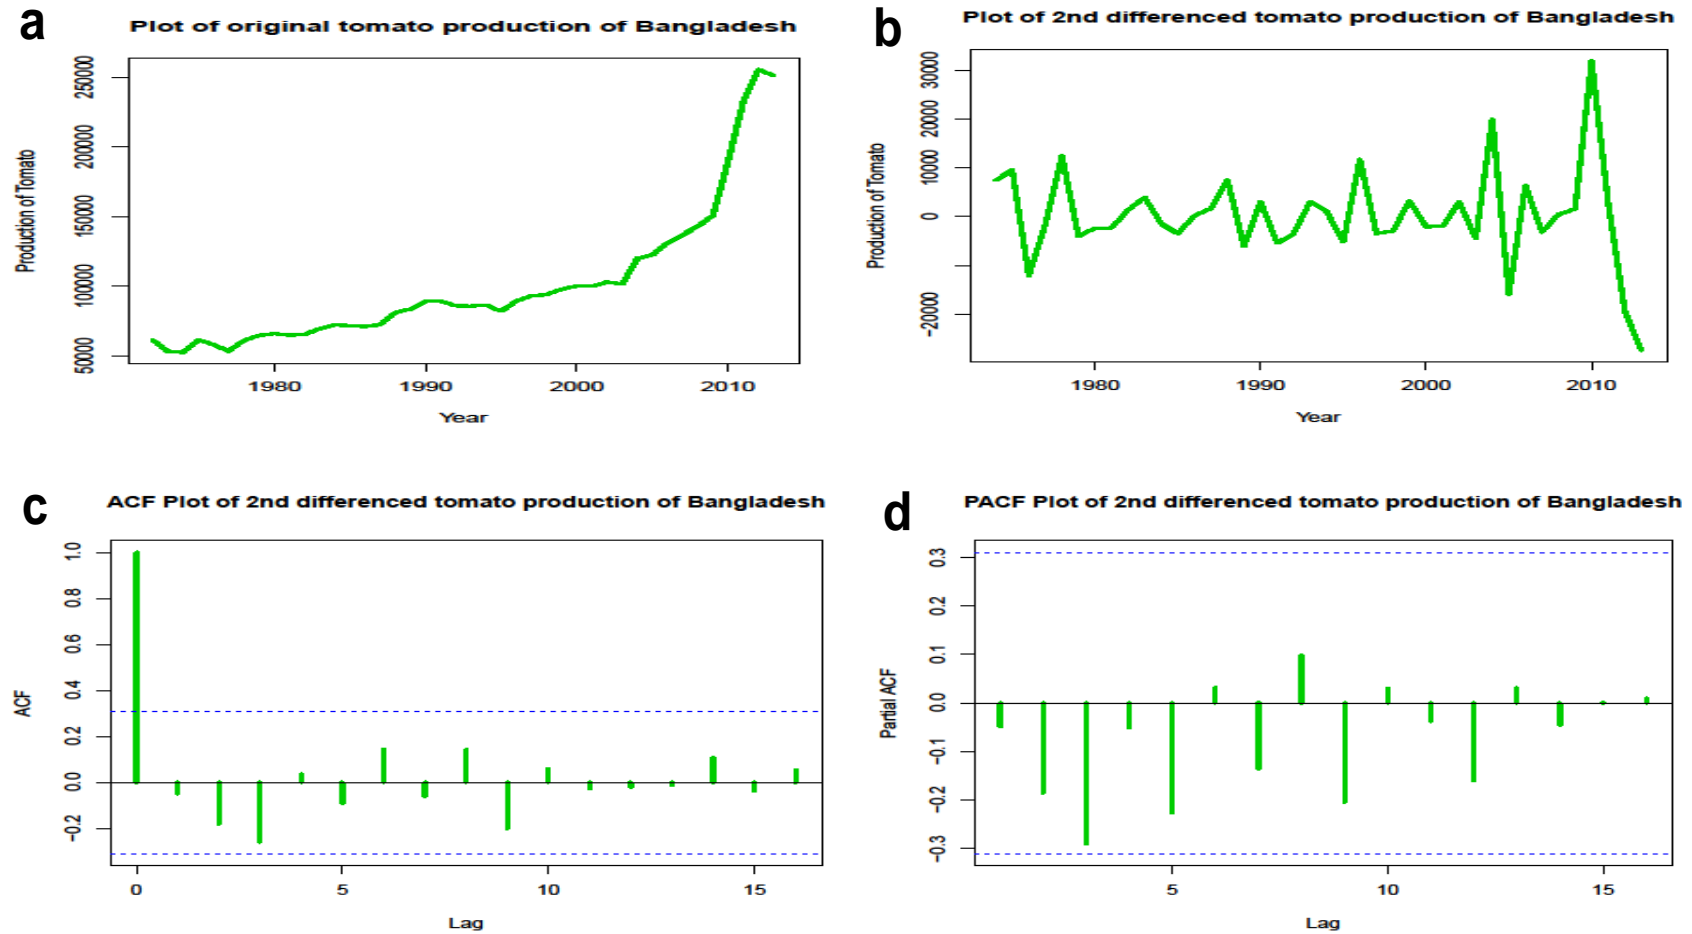 a
Plot of original tomato production of Bangladesh
Production of Tomato
50000 100000 150000 200000 250000
1980 1990 2000 2010
Year
b
Plot of 2nd differenced tomato production of Bangladesh
Production of Tomato
-20000 0 10000 20000 30000
1980 1990 2000 2010
Year
c
ACF Plot of 2nd differenced tomato production of Bangladesh
ACF
-0.2 0.0 0.2 0.4 0.6 0.8 1.0
0 5 10 15
Lag
d
PACF Plot of 2nd differenced tomato production of Bangladesh
Partial ACF
-0.3 -0.2 -0.1 0.0 0.1 0.2 0.3
5 10 15
Lag